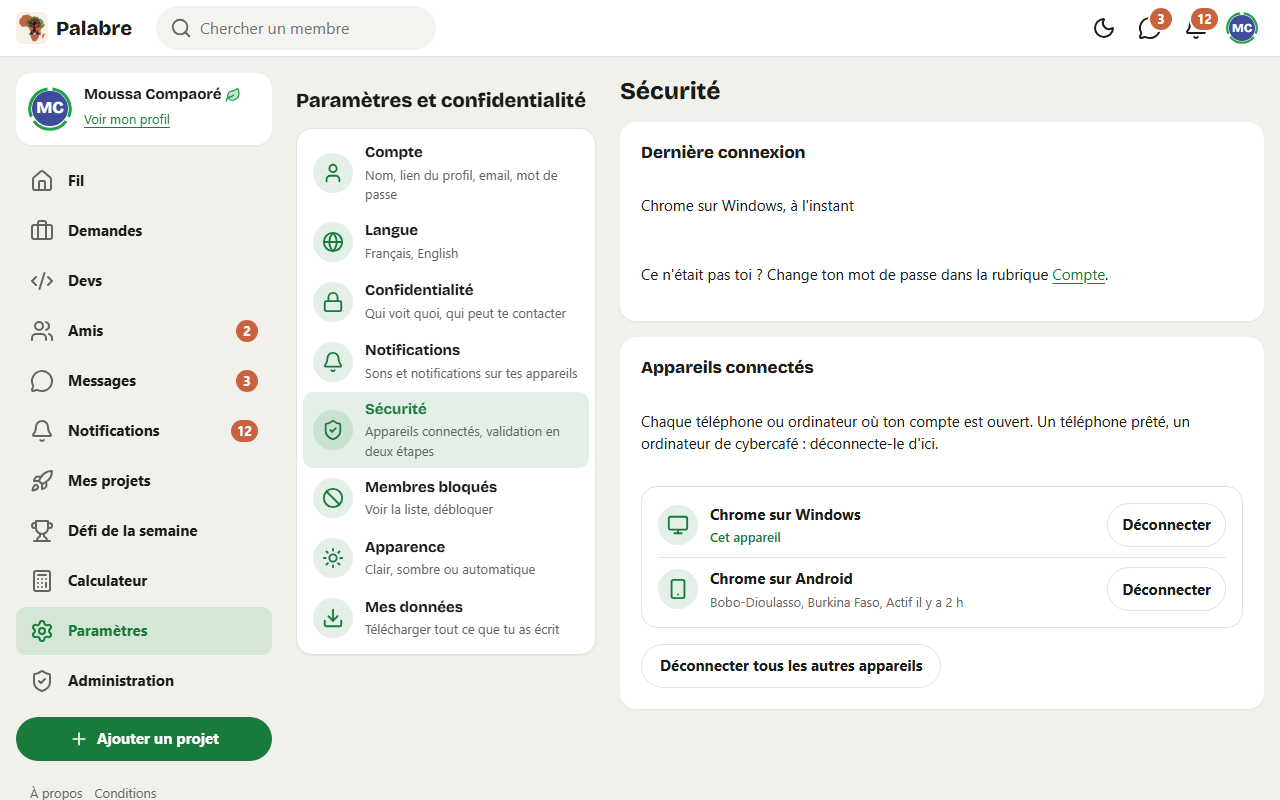 Palabre
Chercher un membre
3
12
MC
MC
Moussa Compaoré
Voir mon profil
Fil
Demandes
Devs
Amis
2
Messages
3
Notifications
12
Mes projets
Défi de la semaine
Calculateur
Paramètres
Administration
Ajouter un projet
À propos
Conditions
Paramètres et confidentialité
Compte
Nom, lien du profil, email, mot de
passe
Langue
Français, English
Confidentialité
Qui voit quoi, qui peut te contacter
Notifications
Sons et notifications sur tes appareils
Sécurité
Appareils connectés, validation en
deux étapes
Membres bloqués
Voir la liste, débloquer
Apparence
Clair, sombre ou automatique
Mes données
Télécharger tout ce que tu as écrit
Sécurité
Dernière connexion
Chrome sur Windows, à l'instant
Ce n'était pas toi ? Change ton mot de passe dans la rubrique Compte.
Appareils connectés
Chaque téléphone ou ordinateur où ton compte est ouvert. Un téléphone prêté, un
ordinateur de cybercafé : déconnecte-le d'ici.
Chrome sur Windows
Cet appareil
Déconnecter
Chrome sur Android
Bobo-Dioulasso, Burkina Faso, Actif il y a 2 h
Déconnecter
Déconnecter tous les autres appareils